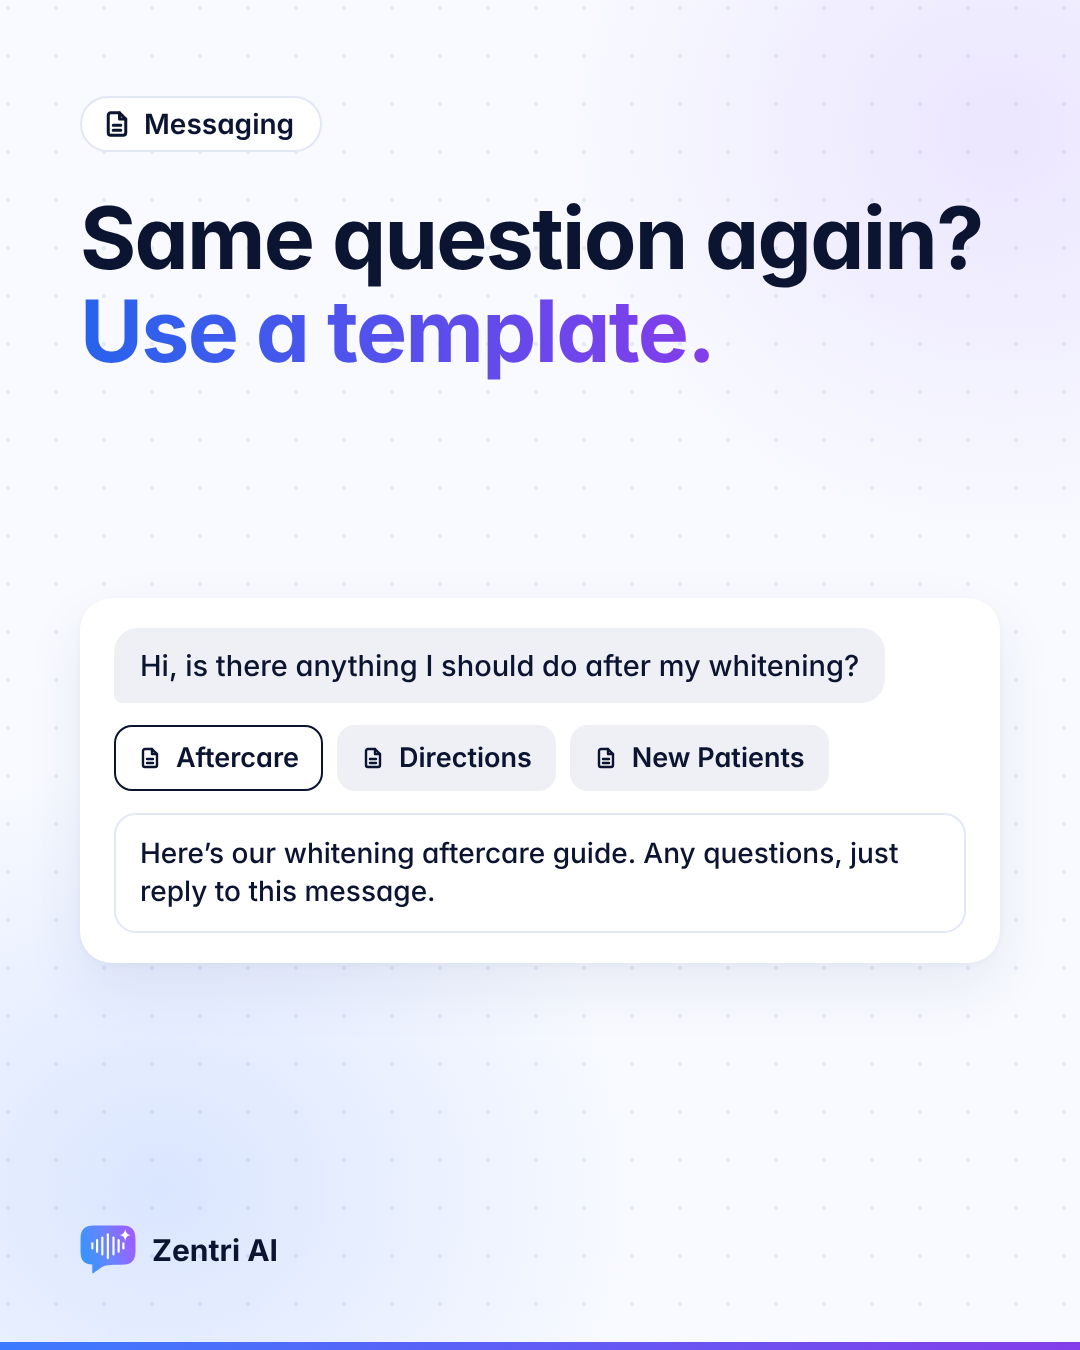 Messaging
Same question again?
Use a template.
Hi, is there anything I should do after my whitening?
Aftercare
Directions
New Patients
Here’s our whitening aftercare guide. Any questions, just
reply to this message.
Zentri AI